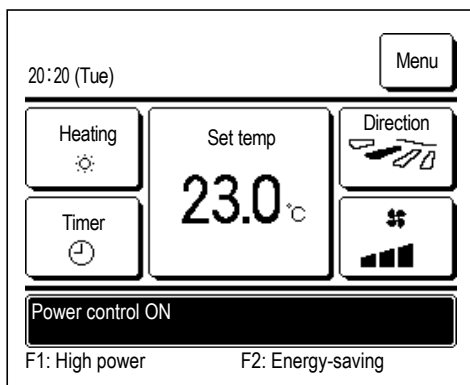 Menu
20:20 (Tue)
Heating
Set temp
Direction
23.0 °C
Timer
Power control ON
F1: High power F2: Energy-saving